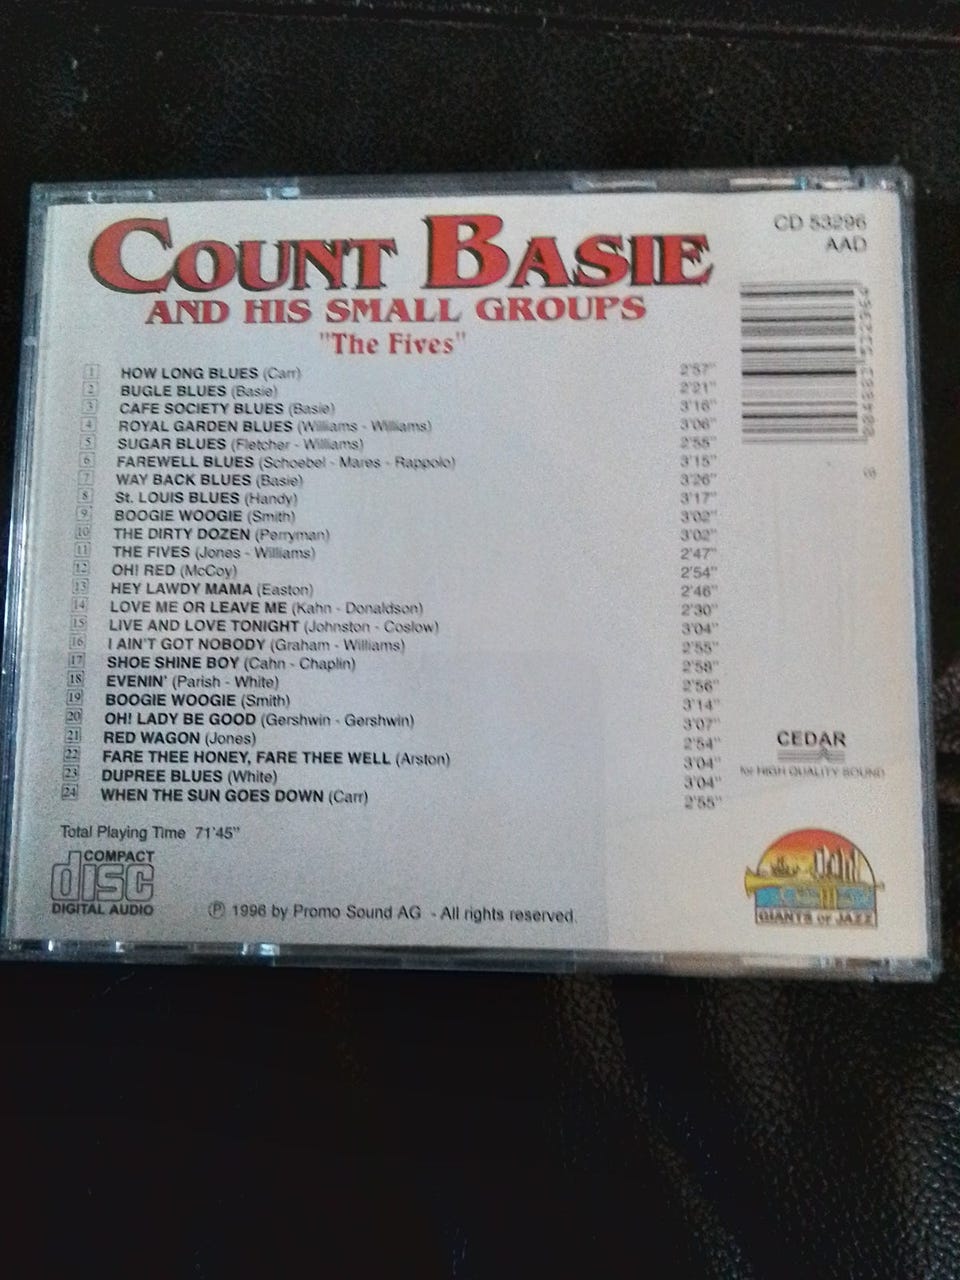 COUNT BASIE
AND HIS SMALL GROUPS
"The Fives"
CD 53296
AAD
1 HOW LONG BLUES (Carr) 2'57"
2 BUGLE BLUES (Basie) 2'21"
3 CAFE SOCIETY BLUES (Basie) 3'16"
4 ROYAL GARDEN BLUES (Williams - Williams) 3'06"
5 SUGAR BLUES (Fletcher - Williams) 2'55"
6 FAREWELL BLUES (Schoebel - Mares - Rappolo) 3'15"
7 WAY BACK BLUES (Basie) 3'26"
8 St. LOUIS BLUES (Handy) 3'17"
9 BOOGIE WOOGIE (Smith) 3'02"
10 THE DIRTY DOZEN (Perryman) 3'02"
11 THE FIVES (Jones - Williams) 2'47"
12 OH! RED (McCoy) 2'54"
13 HEY LAWDY MAMA (Easton) 2'46"
14 LOVE ME OR LEAVE ME (Kahn - Donaldson) 2'30"
15 LIVE AND LOVE TONIGHT (Johnston - Coslow) 3'04"
16 I AIN'T GOT NOBODY (Graham - Williams) 2'55"
17 SHOE SHINE BOY (Cahn - Chaplin) 2'58"
18 EVENIN' (Parish - White) 2'56"
19 BOOGIE WOOGIE (Smith) 3'14"
20 OH! LADY BE GOOD (Gershwin - Gershwin) 3'07"
21 RED WAGON (Jones) 2'54"
22 FARE THEE HONEY, FARE THEE WELL (Arston) 3'04"
23 DUPREE BLUES (White) 3'04"
24 WHEN THE SUN GOES DOWN (Carr) 2'55"
CEDAR
for HIGH QUALITY SOUND
Total Playing Time 71'45"
COMPACT
disc
DIGITAL AUDIO
℗ 1996 by Promo Sound AG - All rights reserved.
GIANTS OF JAZZ